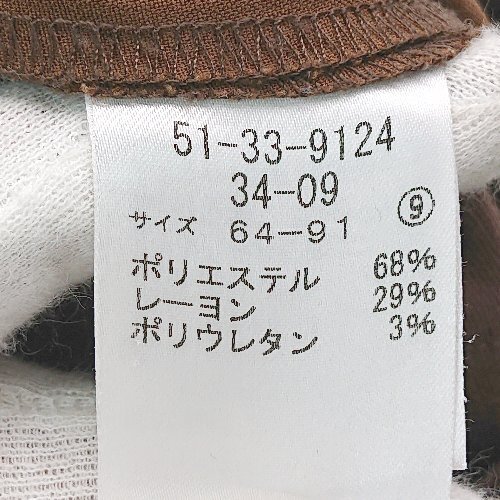 51-33-9124
34-09
サイズ 64-91 ⑨
ポリエステル 68%
レーヨン 29%
ポリウレタン 3%